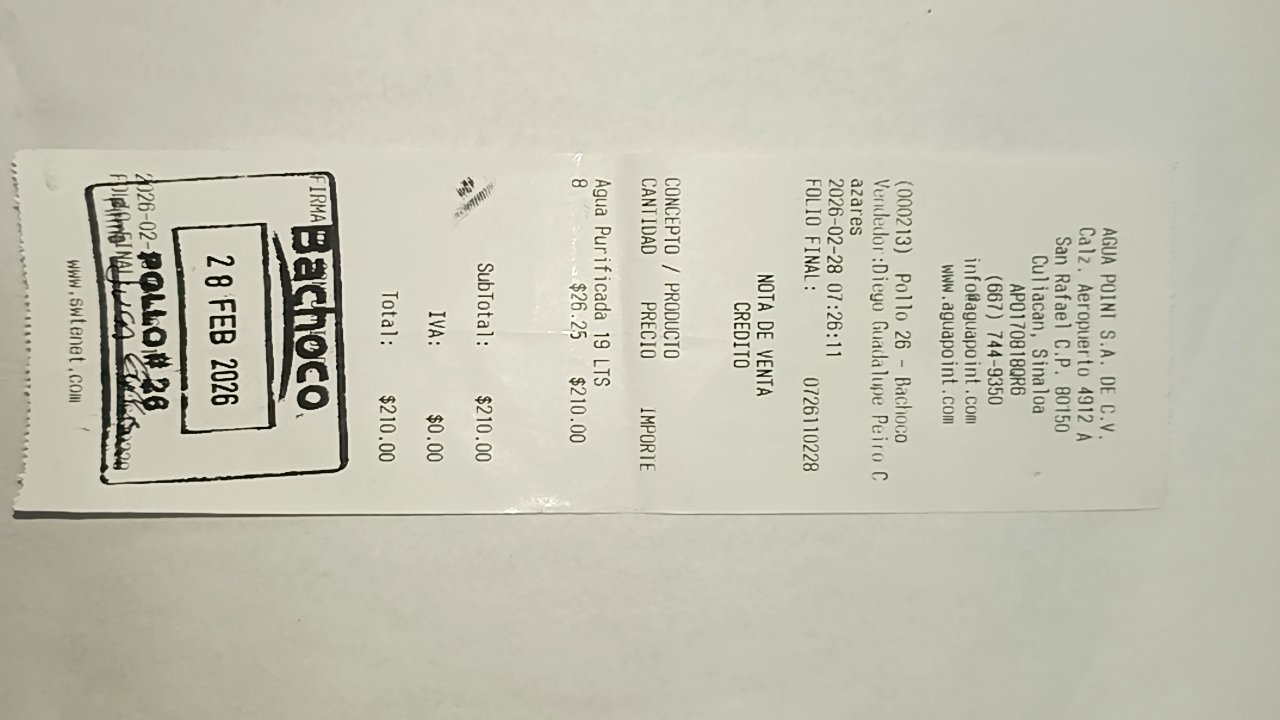 AGUA POINT S.A. DE C.V.
Calz. Aeropuerto 4912 A
San Rafael C.P. 80150
Culiacan, Sinaloa
APO170818QR6
(667) 744-9350
info@aguapoint.com
www.aguapoint.com
(000213) Pollo 26 - Bachoco
Vendedor:Diego Guadalupe Peiro C
azares
2026-02-28 07:26:11
FOLIO FINAL: 0726110228
NOTA DE VENTA
CREDITO
CONCEPTO / PRODUCTO
CANTIDAD PRECIO IMPORTE
Agua Purificada 19 LTS
8 $26.25 $210.00
SubTotal: $210.00
IVA: $0.00
Total: $210.00
FIRMA
Bachoco
28 FEB 2026
POLLO # 26
2026-02-
www.swtenet.com